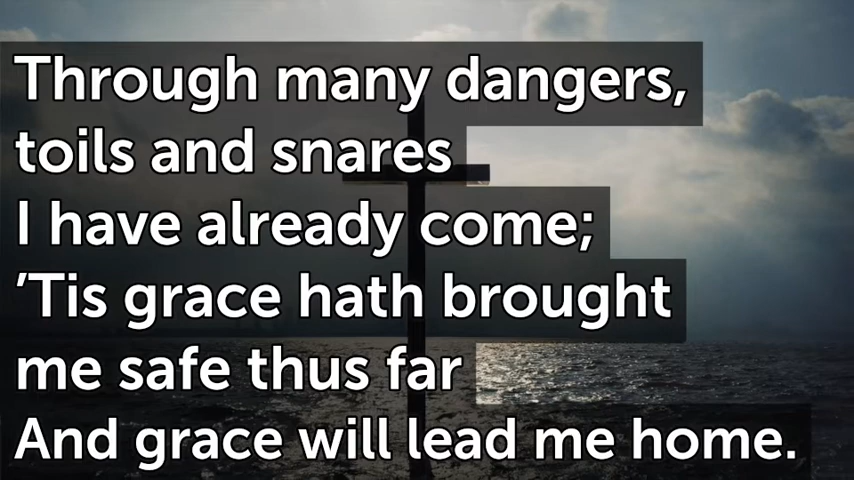 Through many dangers,
toils and snares
I have already come;
’Tis grace hath brought
me safe thus far
And grace will lead me home.